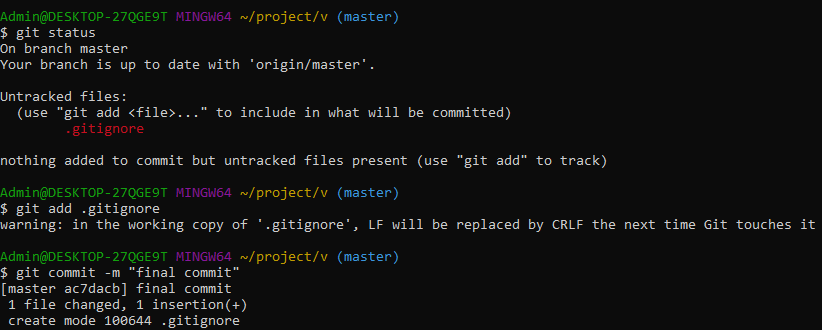 Admin@DESKTOP-27QGE9T MINGW64 ~/project/v (master)
$ git status
On branch master
Your branch is up to date with 'origin/master'.
Untracked files:
  (use "git add <file>..." to include in what will be committed)
        .gitignore
nothing added to commit but untracked files present (use "git add" to track)
Admin@DESKTOP-27QGE9T MINGW64 ~/project/v (master)
$ git add .gitignore
warning: in the working copy of '.gitignore', LF will be replaced by CRLF the next time Git touches it
Admin@DESKTOP-27QGE9T MINGW64 ~/project/v (master)
$ git commit -m "final commit"
[master ac7dacb] final commit
 1 file changed, 1 insertion(+)
 create mode 100644 .gitignore